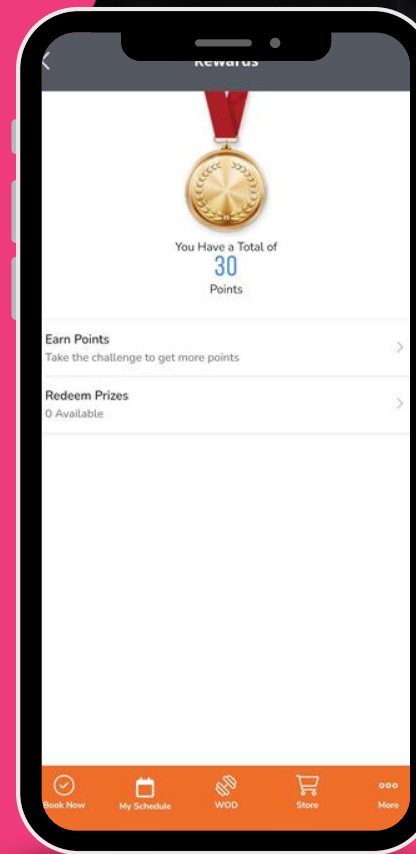 Rewards
You Have a Total of
30
Points
Earn Points
Take the challenge to get more points
Redeem Prizes
0 Available
Book Now
My Schedule
WOD
Store
More